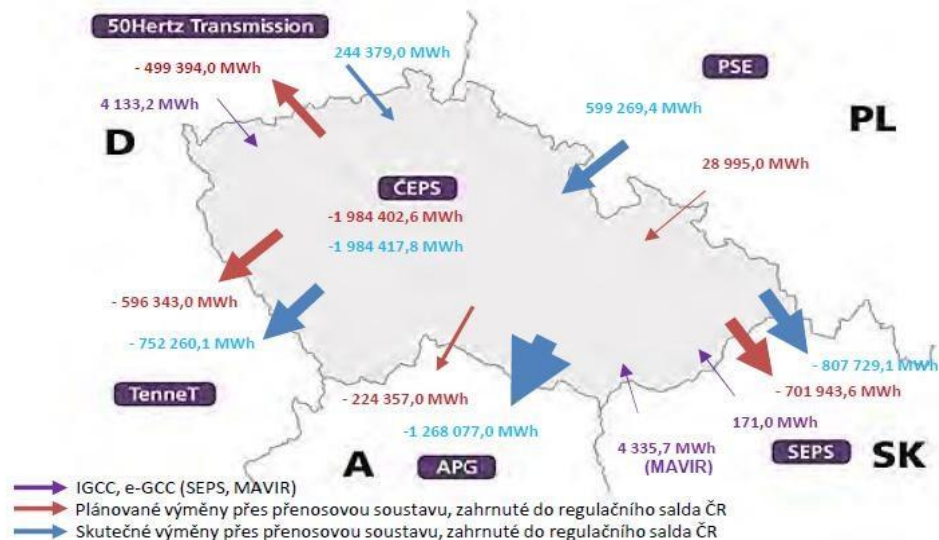 50Hertz Transmission
244 379,0 MWh
- 499 394,0 MWh
PSE
4 133,2 MWh
599 269,4 MWh
D
PL
28 995,0 MWh
ČEPS
-1 984 402,6 MWh
-1 984 417,8 MWh
- 596 343,0 MWh
- 752 260,1 MWh
- 807 729,1 MWh
TenneT
- 224 357,0 MWh
- 701 943,6 MWh
-1 268 077,0 MWh
171,0 MWh
4 335,7 MWh
(MAVIR)
A
APG
SEPS
SK
IGCC, e-GCC (SEPS, MAVIR)
Plánované výměny přes přenosovou soustavu, zahrnuté do regulačního salda ČR
Skutečné výměny přes přenosovou soustavu, zahrnuté do regulačního salda ČR